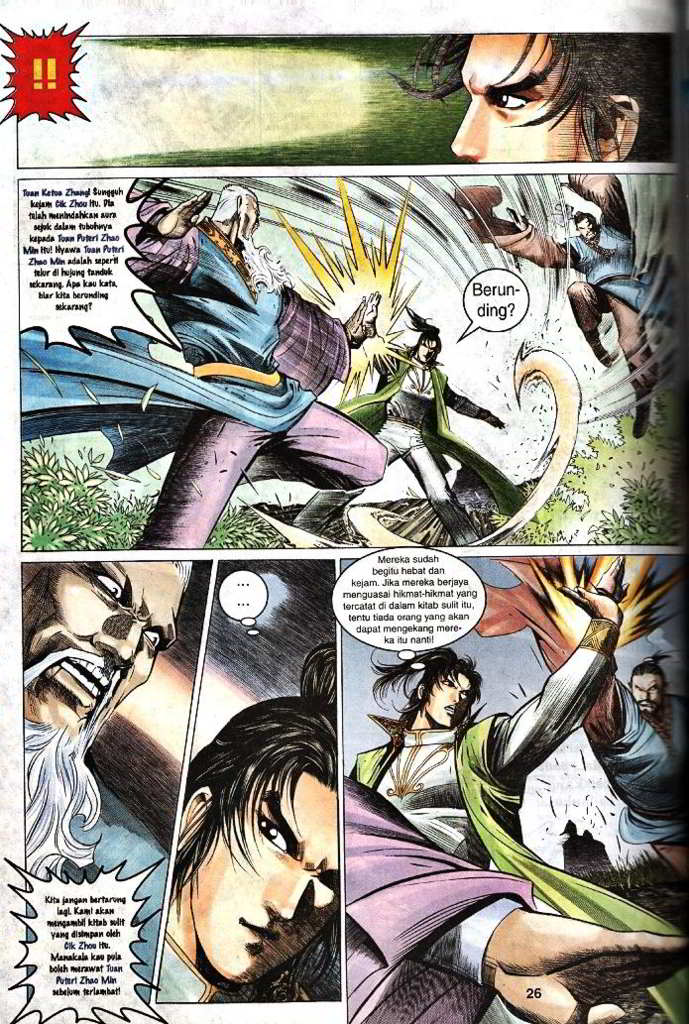 !!
Tuan Ketua Zhang! Sungguh
kejam Cik Zhou itu. Dia
telah memindahkan aura
sejuk dalam tubuhnya
kepada Tuan Puteri Zhao
Min itu! Nyawa Tuan Puteri
Zhao Min adalah seperti
telur di hujung tanduk
sekarang. Apa kau kata,
biar kita berunding
sekarang?
Berun-
ding?
...
...
Mereka sudah
begitu hebat dan
kejam. Jika mereka berjaya
menguasai hikmat-hikmat yang
tercatat di dalam kitab sulit itu,
tentu tiada orang yang akan
dapat mengekang mere-
ka itu nanti!
Kita jangan bertarung
lagi. Kami akan
mengambil kitab sulit
yang disimpan oleh
Cik Zhou itu.
Manakala kau pula
boleh merawat Tuan
Puteri Zhao Min
sebelum terlambat!
26